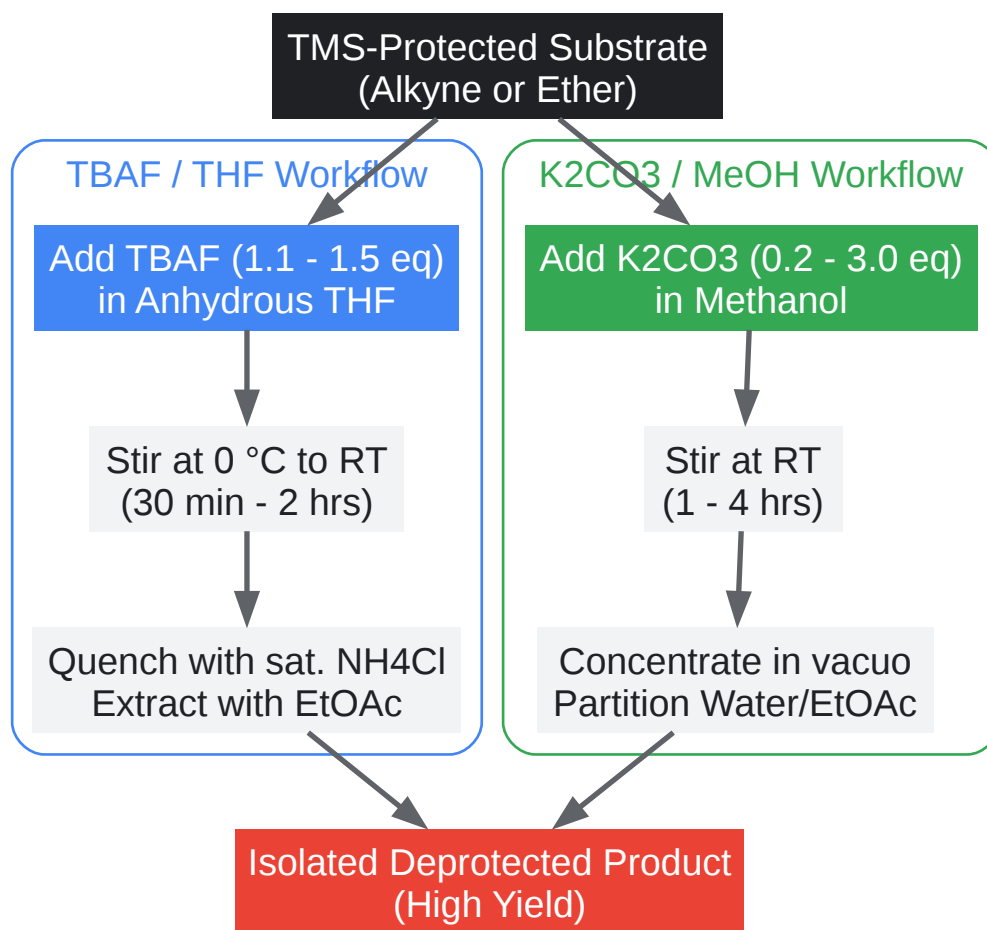 TMS-Protected Substrate
(Alkyne or Ether)
TBAF / THF Workflow
Add TBAF (1.1 - 1.5 eq)
in Anhydrous THF
Stir at 0 °C to RT
(30 min - 2 hrs)
Quench with sat. NH4Cl
Extract with EtOAc
K2CO3 / MeOH Workflow
Add K2CO3 (0.2 - 3.0 eq)
in Methanol
Stir at RT
(1 - 4 hrs)
Concentrate in vacuo
Partition Water/EtOAc
Isolated Deprotected Product
(High Yield)